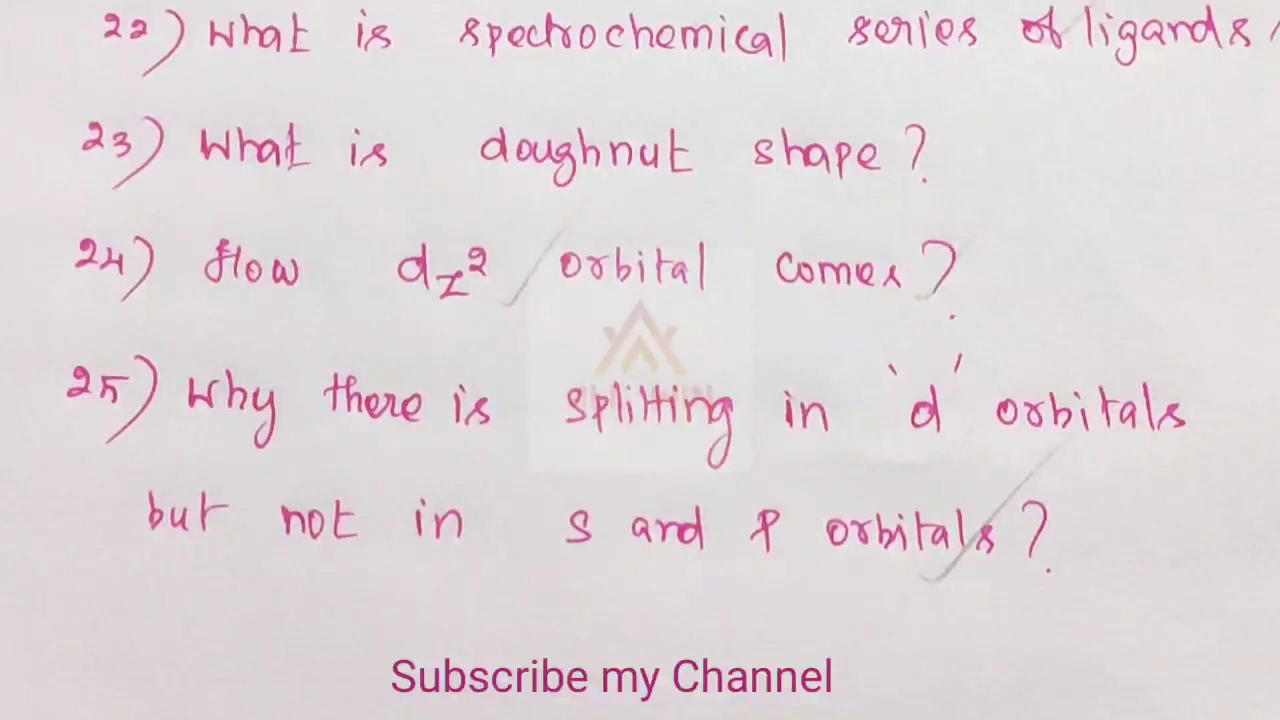 22) What is spectrochemical series of ligands
23) What is doughnut shape?
24) How dz² orbital comes?
25) Why there is splitting in 'd' orbitals
but not in s and p orbitals?
Subscribe my Channel